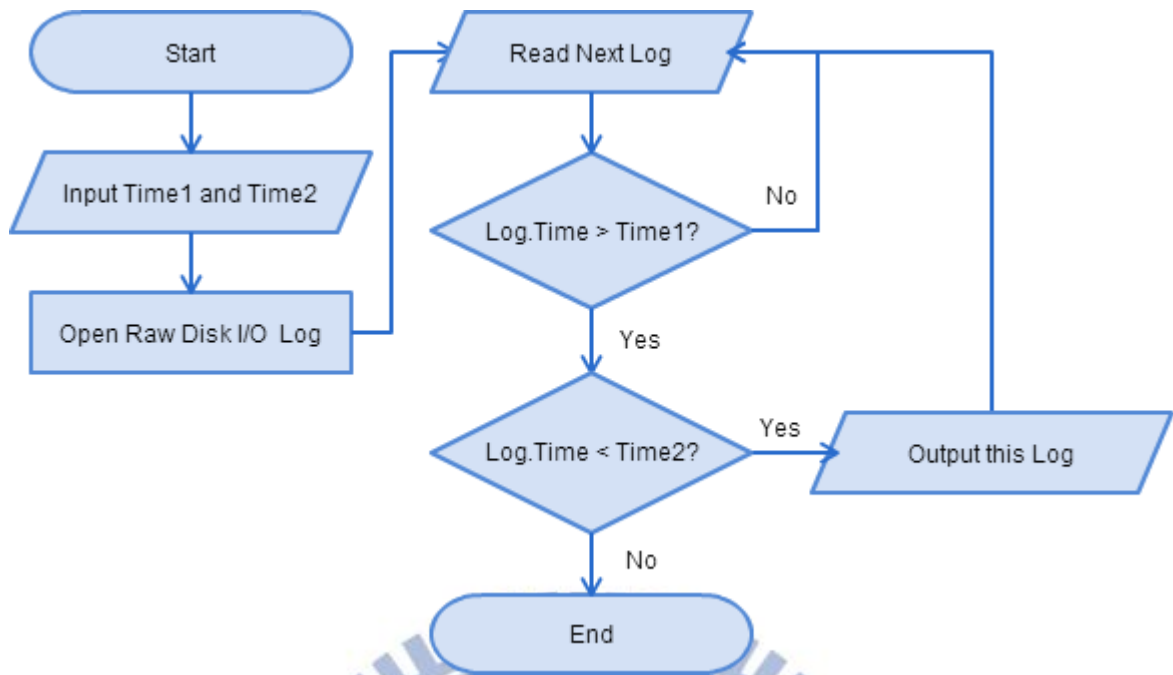 Start
Input Time1 and Time2
Open Raw Disk I/O Log
Read Next Log
Log.Time > Time1?
No
Yes
Log.Time < Time2?
Yes
Output this Log
No
End